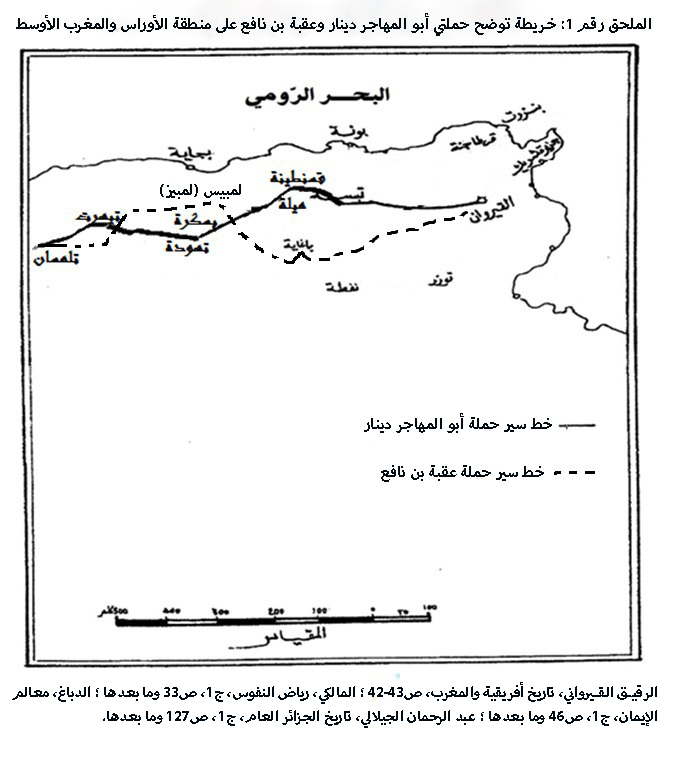 الملحق رقم 1: خريطة توضح حملتي أبو المهاجر دينار وعقبة بن نافع على منطقة الأوراس والمغرب الأوسط
البحر الرّومي
بنزرت
قرطاجنة
بونة
بجاية
قسنطينة
تبسة
ميلة
القيروان
لمبيس (لمبيز)
بسكرة
تهودة
تيهرت
تلمسان
باغاية
توزر
نفطة
خط سير حملة أبو المهاجر دينار
خط سير حملة عقبة بن نافع
المقياس
الرقيق القيرواني، تاريخ أفريقية والمغرب، ص43-42 ؛ المالكي، رياض النفوس، ج1، ص33 وما بعدها ؛ الدباغ، معالم
الإيمان، ج1، ص46 وما بعدها ؛ عبد الرحمان الجيلالي، تاريخ الجزائر العام، ج1، ص127 وما بعدها.